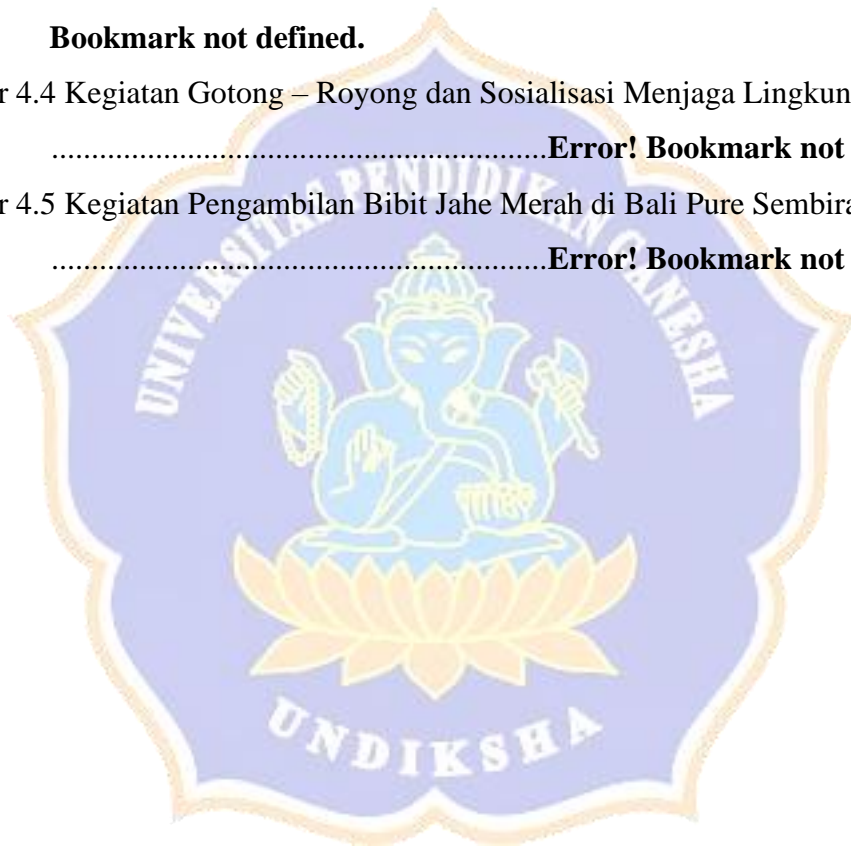 Bookmark not defined.
r 4.4 Kegiatan Gotong – Royong dan Sosialisasi Menjaga Lingkun
..............................................................Error! Bookmark not
r 4.5 Kegiatan Pengambilan Bibit Jahe Merah di Bali Pure Sembira
..............................................................Error! Bookmark not
UNIVERSITAS PENDIDIKAN GANESHA
UNDIKSHA